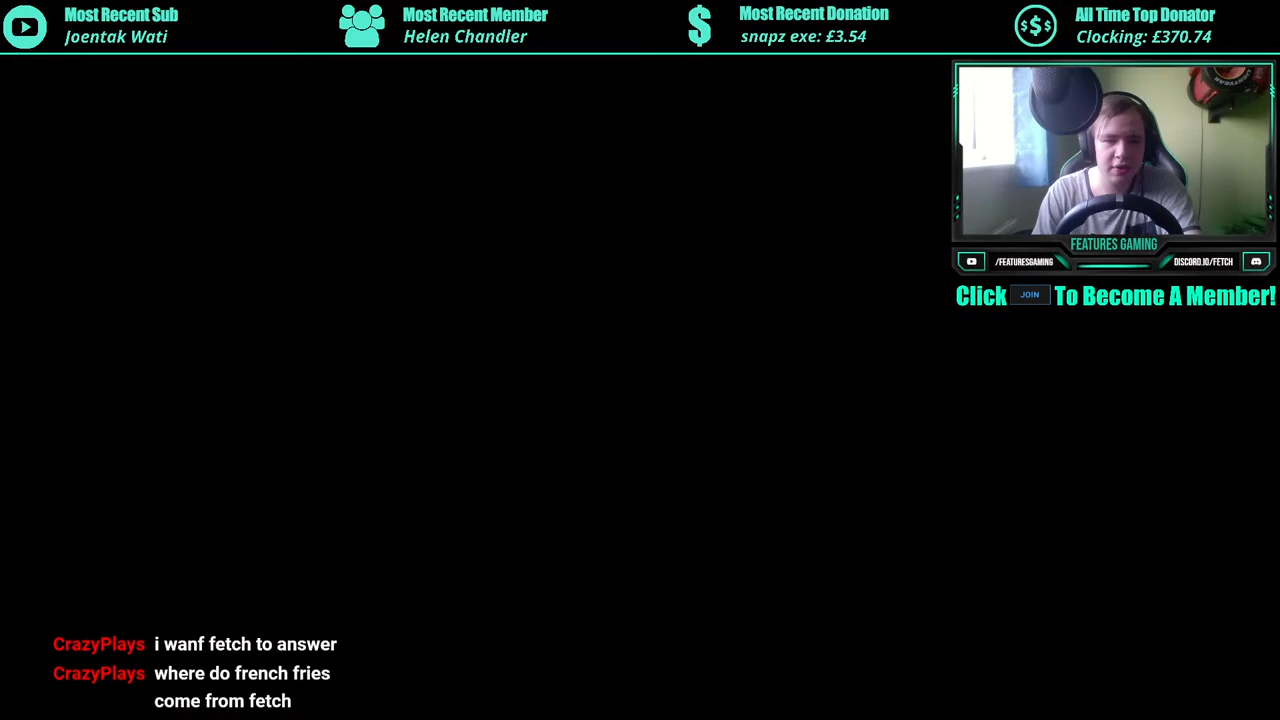 Most Recent Sub
Joentak Wati
Most Recent Member
Helen Chandler
Most Recent Donation
snapz exe: £3.54
All Time Top Donator
Clocking: £370.74
FEATURES GAMING
/FEATURESGAMING
DISCORD.IO/FETCH
Click JOIN To Become A Member!
CrazyPlays i wanf fetch to answer
CrazyPlays where do french fries
come from fetch